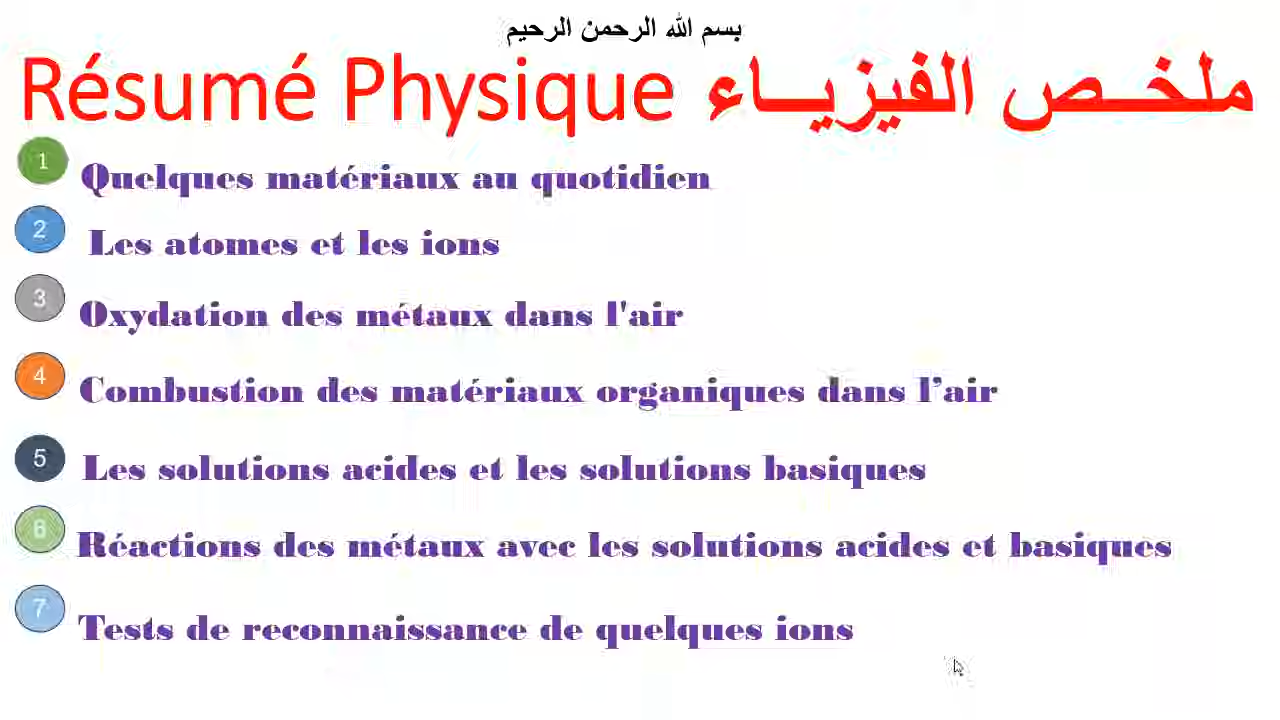 بسم الله الرحمن الرحيم
Résumé Physique ملخـــص الفيزيـــاء
1 Quelques matériaux au quotidien
2 Les atomes et les ions
3 Oxydation des métaux dans l'air
4 Combustion des matériaux organiques dans l’air
5 Les solutions acides et les solutions basiques
6 Réactions des métaux avec les solutions acides et basiques
7 Tests de reconnaissance de quelques ions